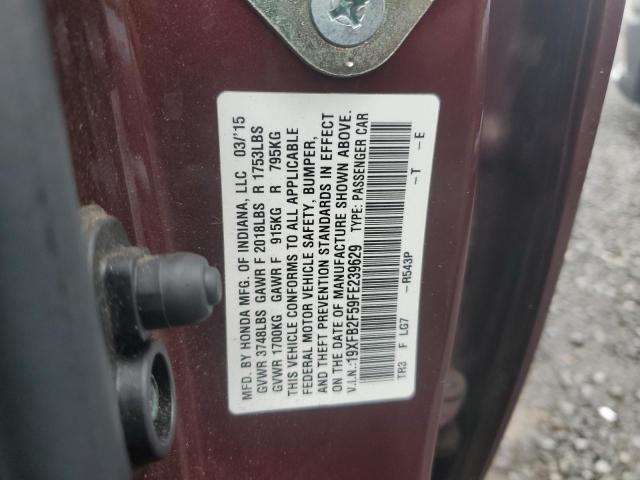 MFD. BY HONDA MFG. OF INDIANA, LLC 03/'15
GVWR 3748LBS GAWR F 2018LBS R 1753LBS
GVWR 1700KG GAWR F 915KG R 795KG
THIS VEHICLE CONFORMS TO ALL APPLICABLE
FEDERAL MOTOR VEHICLE SAFETY, BUMPER,
AND THEFT PREVENTION STANDARDS IN EFFECT
ON THE DATE OF MANUFACTURE SHOWN ABOVE.
V.I.N.:19XFB2F59FE239629 TYPE: PASSENGER CAR
TR3 F LG7 -R543P -T -E